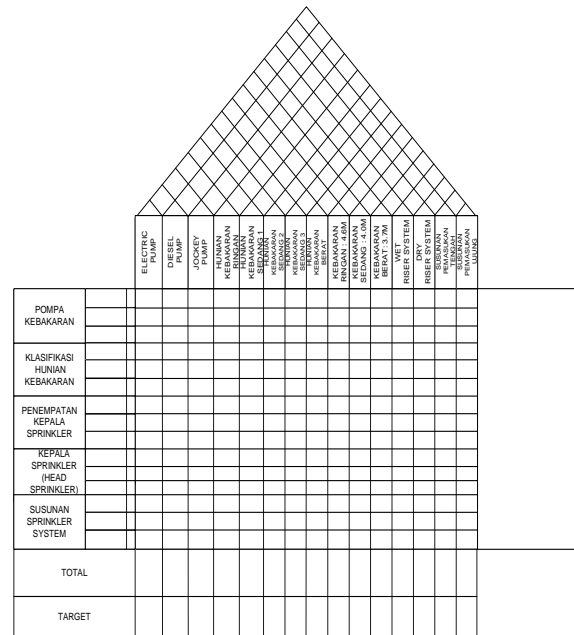 ELECTRIC
PUMP
DIESEL
PUMP
JOCKEY
PUMP
HUNIAN
KEBAKARAN
RINGAN
HUNIAN
KEBAKARAN
SEDANG 1
HUNIAN
KEBAKARAN
SEDANG 2
HUNIAN
KEBAKARAN
SEDANG 3
HUNIAN
KEBAKARAN
BERAT
KEBAKARAN
RINGAN : 4.6M
KEBAKARAN
SEDANG : 4.0M
KEBAKARAN
BERAT: 3.7M
WET
RISER SYSTEM
DRY
RISER SYSTEM
SUSUNAN
PEMASUKAN
TENGAH
SUSUNAN
PEMASUKAN
UJUNG
POMPA
KEBAKARAN
KLASIFIKASI
HUNIAN
KEBAKARAN
PENEMPATAN
KEPALA
SPRINKLER
KEPALA
SPRINKLER
(HEAD
SPRINKLER)
SUSUNAN
SPRINKLER
SYSTEM
TOTAL
TARGET